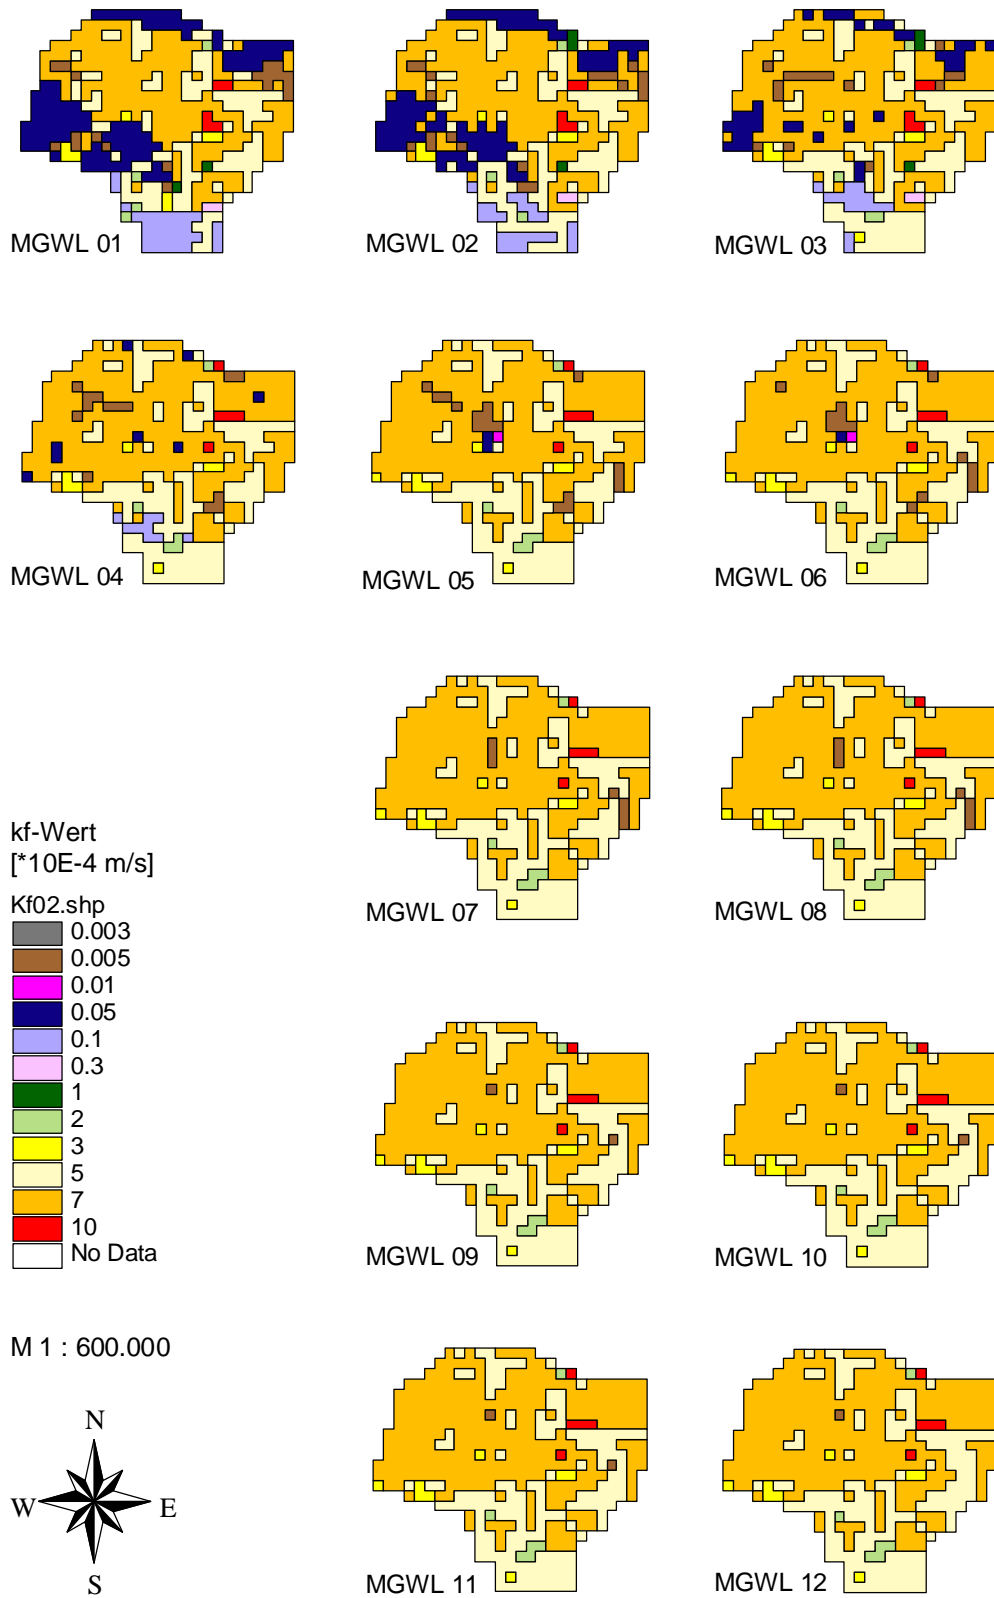 MGWL 01
MGWL 02
MGWL 03
MGWL 04
MGWL 05
MGWL 06
MGWL 07
MGWL 08
kf-Wert
[*10E-4 m/s]
Kf02.shp
0.003
0.005
0.01
0.05
0.1
0.3
1
2
3
5
7
10
No Data
MGWL 09
MGWL 10
M 1 : 600.000
N
W
E
S
MGWL 11
MGWL 12